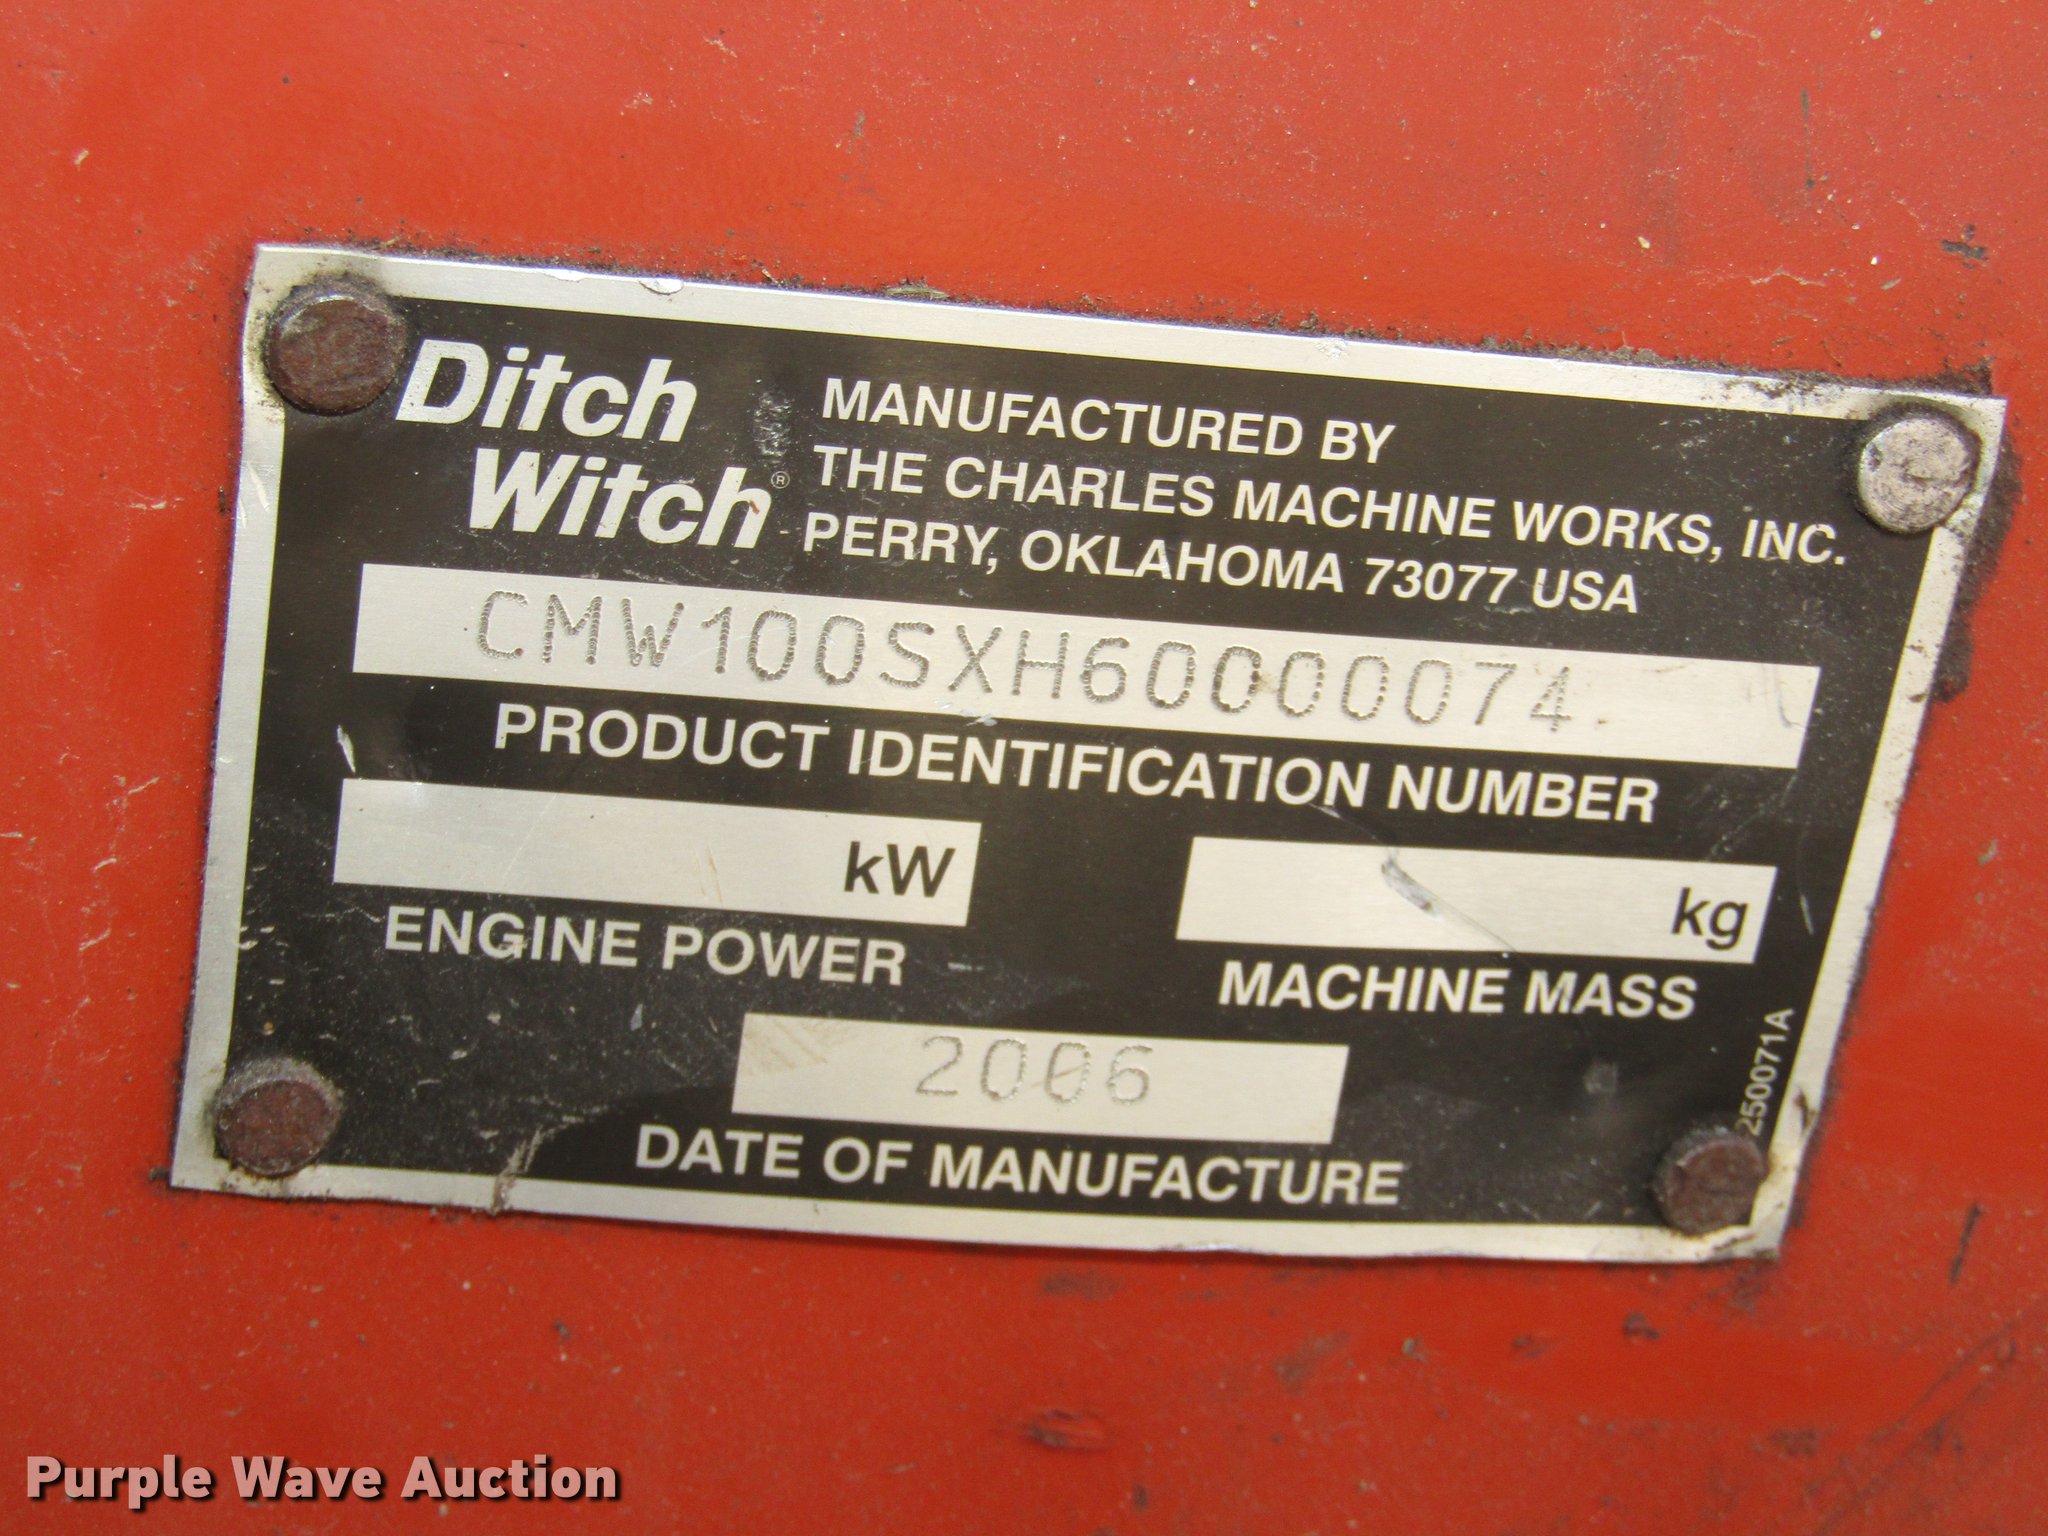 Ditch
Witch®
MANUFACTURED BY
THE CHARLES MACHINE WORKS, INC.
PERRY, OKLAHOMA 73077 USA
CMW100SXH60000074
PRODUCT IDENTIFICATION NUMBER
kW
ENGINE POWER
kg
MACHINE MASS
2006
DATE OF MANUFACTURE
250071A
Purple Wave Auction